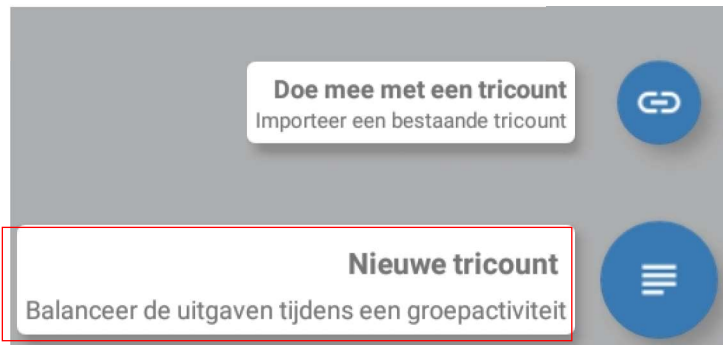 Doe mee met een tricount
Importeer een bestaande tricount
Nieuwe tricount
Balanceer de uitgaven tijdens een groepactiviteit